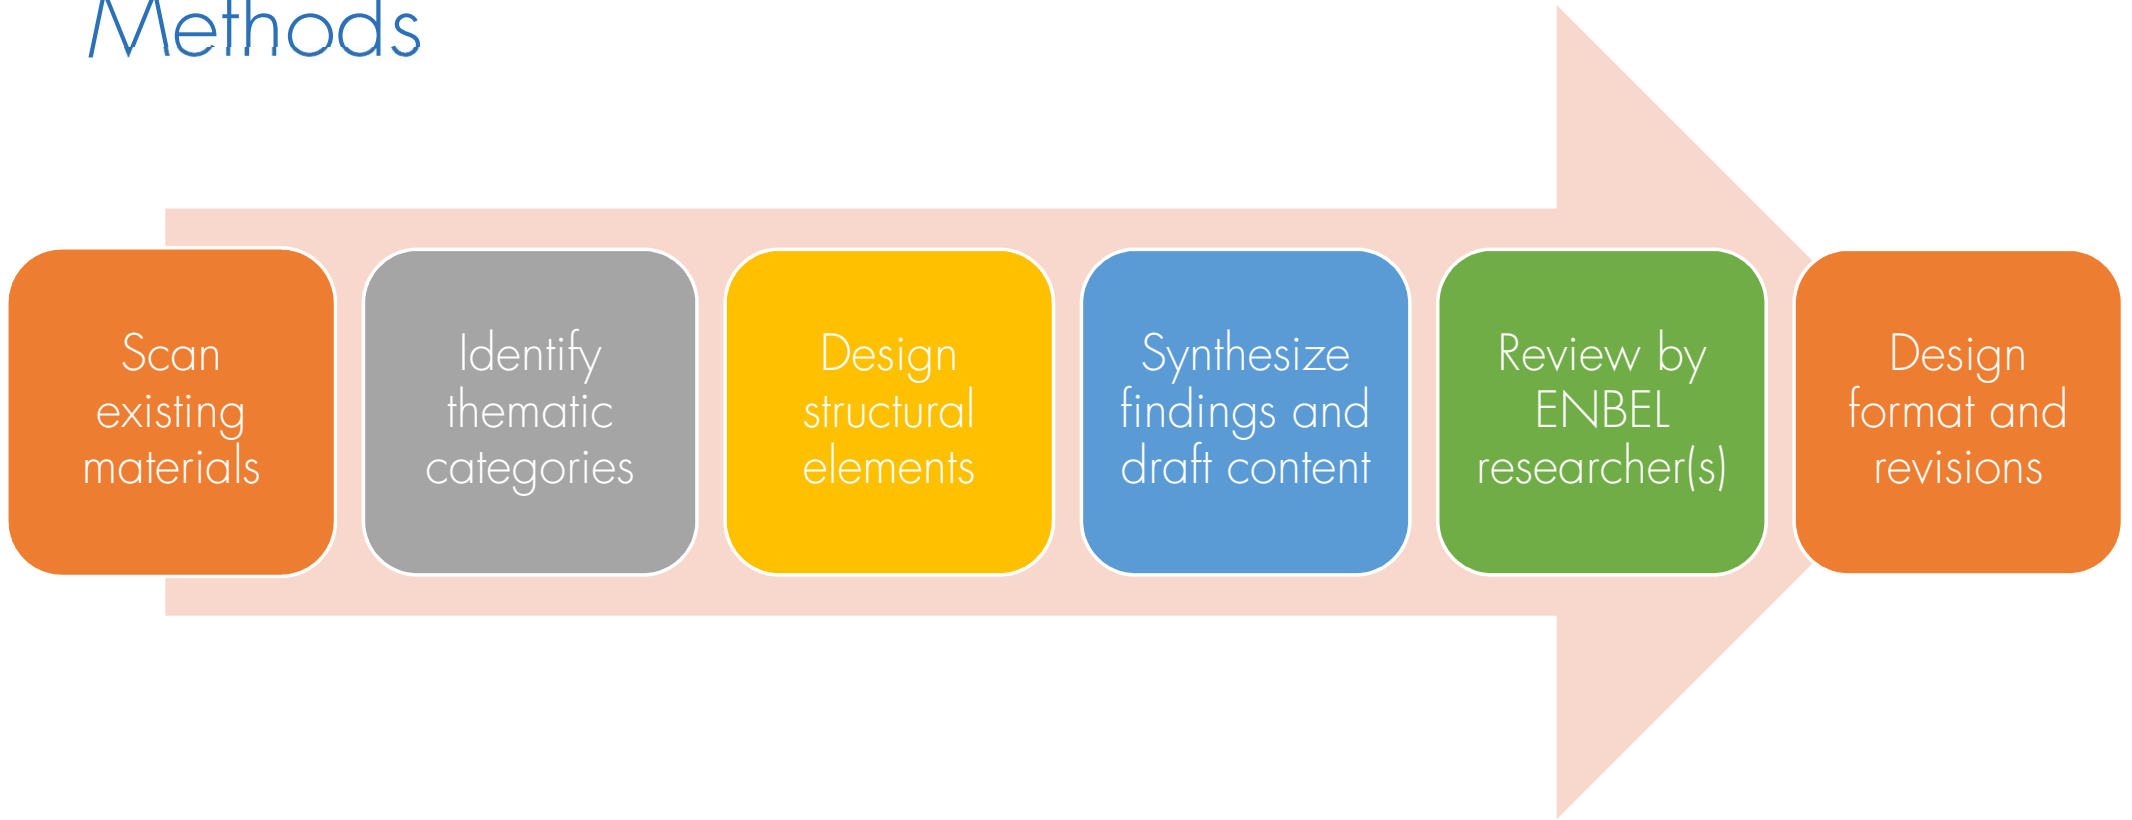 Methods
Scan
existing
materials
Identify
thematic
categories
Design
structural
elements
Synthesize
findings and
draft content
Review by
ENBEL
researcher(s)
Design
format and
revisions